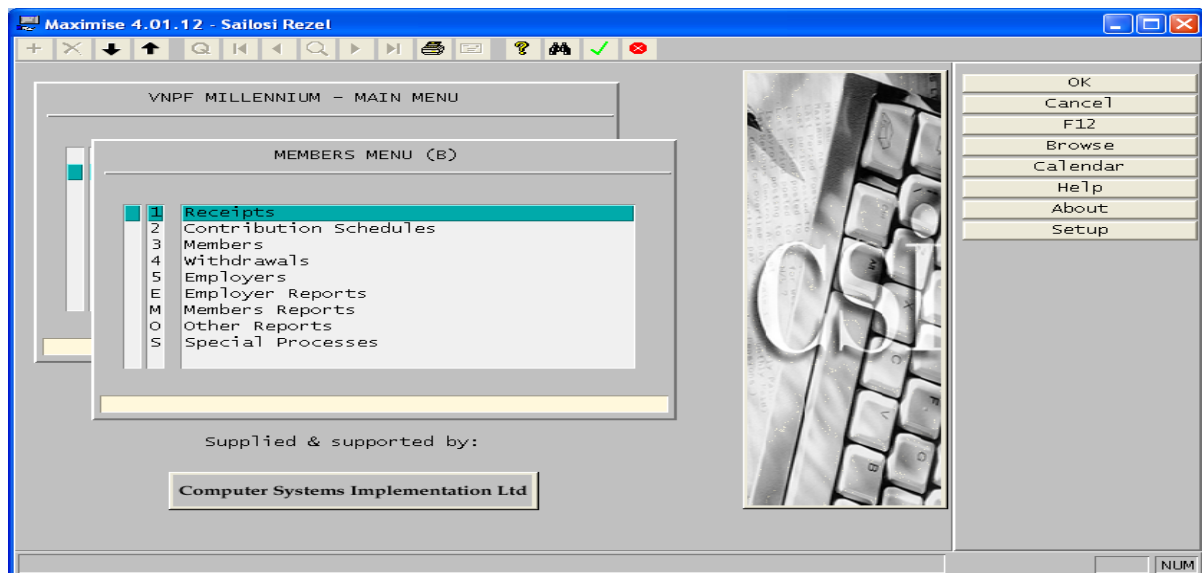 Maximise 4.01.12 - Sailosi Rezel
VNPF MILLENNIUM - MAIN MENU
MEMBERS MENU (B)
1 Receipts
2 Contribution Schedules
3 Members
4 Withdrawals
5 Employers
E Employer Reports
M Members Reports
O Other Reports
S Special Processes
Supplied & supported by:
Computer Systems Implementation Ltd
CSI
OK
Cancel
F12
Browse
Calendar
Help
About
Setup
NUM